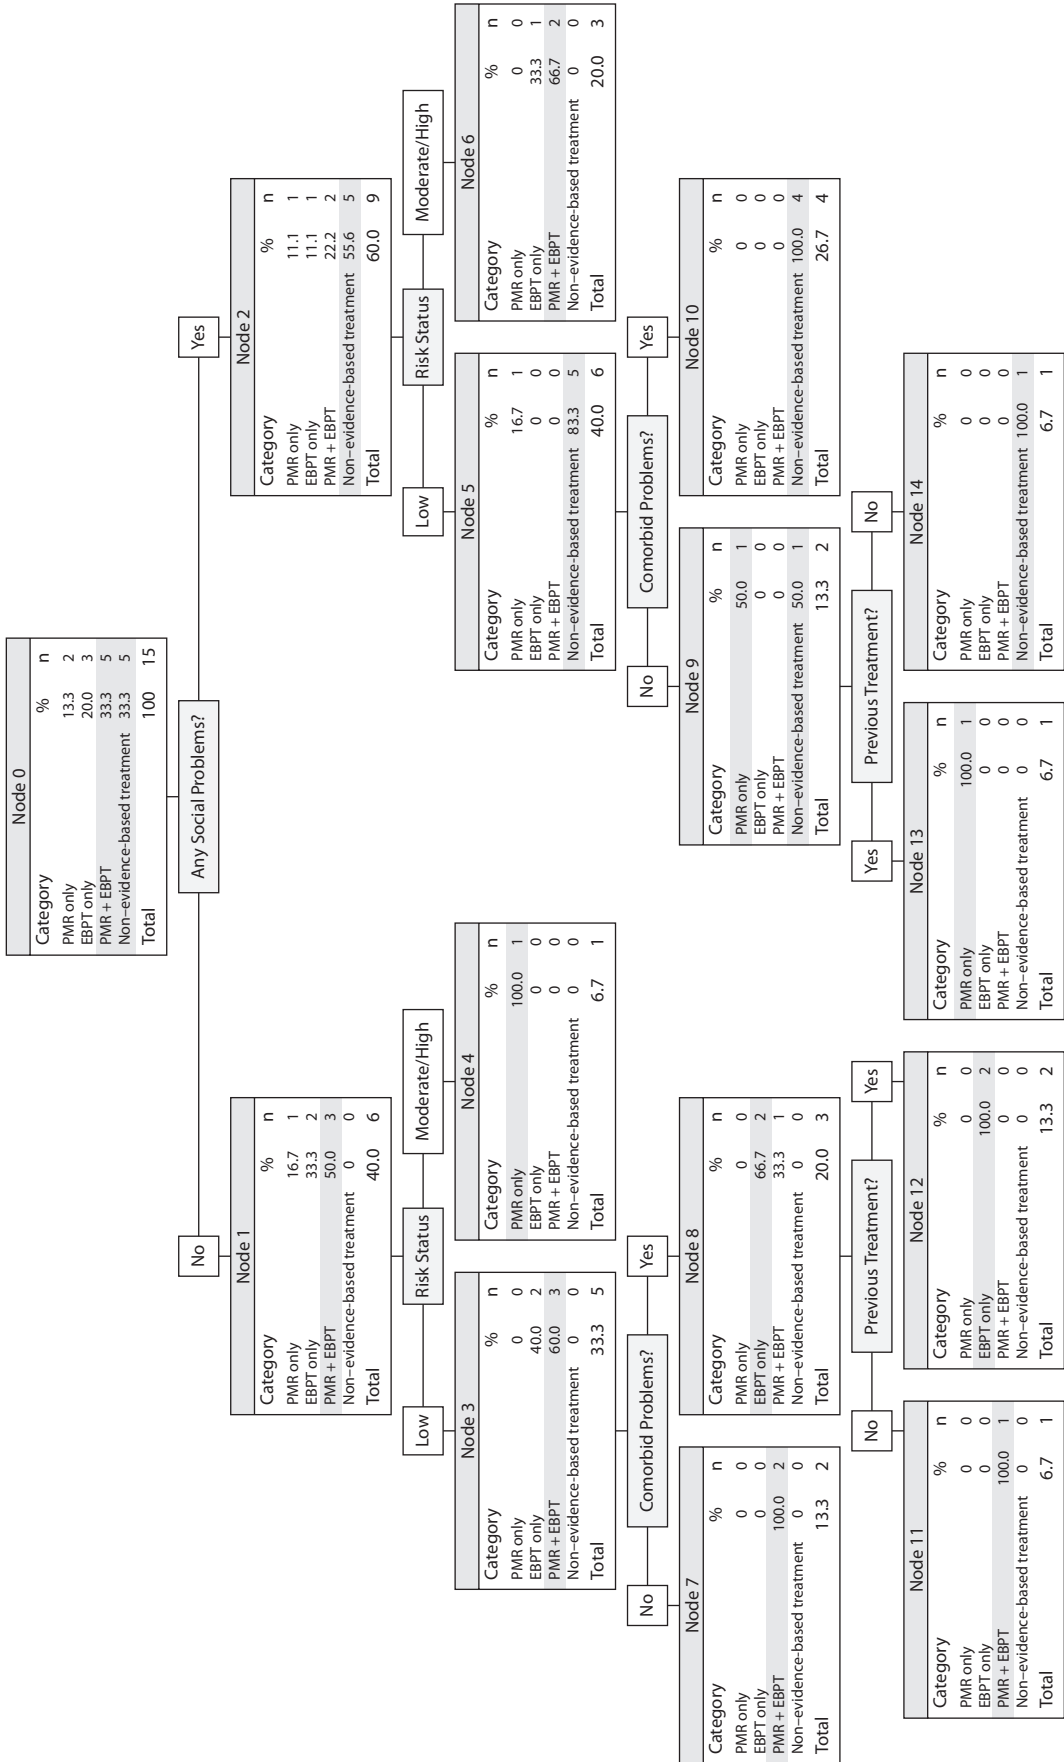 Node 0
Category % n
PMR only 13.3 2
EBPT only 20.0 3
PMR + EBPT 33.3 5
Non−evidence-based treatment 33.3 5
Total 100 15
Any Social Problems?
No
Yes
Node 1
Category % n
PMR only 16.7 1
EBPT only 33.3 2
PMR + EBPT 50.0 3
Non−evidence-based treatment 0 0
Total 40.0 6
Node 2
Category % n
PMR only 11.1 1
EBPT only 11.1 1
PMR + EBPT 22.2 2
Non−evidence-based treatment 55.6 5
Total 60.0 9
Low
Risk Status
Moderate/High
Low
Risk Status
Moderate/High
Node 3
Category % n
PMR only 0 0
EBPT only 40.0 2
PMR + EBPT 60.0 3
Non−evidence-based treatment 0 0
Total 33.3 5
Node 4
Category % n
PMR only 100.0 1
EBPT only 0 0
PMR + EBPT 0 0
Non−evidence-based treatment 0 0
Total 6.7 1
Node 5
Category % n
PMR only 16.7 1
EBPT only 0 0
PMR + EBPT 0 0
Non−evidence-based treatment 83.3 5
Total 40.0 6
Node 6
Category % n
PMR only 0 0
EBPT only 33.3 1
PMR + EBPT 66.7 2
Non−evidence-based treatment 0 0
Total 20.0 3
No
Comorbid Problems?
Yes
No
Comorbid Problems?
Yes
Node 7
Category % n
PMR only 0 0
EBPT only 0 0
PMR + EBPT 100.0 2
Non−evidence-based treatment 0 0
Total 13.3 2
Node 8
Category % n
PMR only 0 0
EBPT only 66.7 2
PMR + EBPT 33.3 1
Non−evidence-based treatment 0 0
Total 20.0 3
Node 9
Category % n
PMR only 50.0 1
EBPT only 0 0
PMR + EBPT 0 0
Non−evidence-based treatment 50.0 1
Total 13.3 2
Node 10
Category % n
PMR only 0 0
EBPT only 0 0
PMR + EBPT 0 0
Non−evidence-based treatment 100.0 4
Total 26.7 4
No
Previous Treatment?
Yes
Yes
Previous Treatment?
No
Node 11
Category % n
PMR only 0 0
EBPT only 0 0
PMR + EBPT 100.0 1
Non−evidence-based treatment 0 0
Total 6.7 1
Node 12
Category % n
PMR only 0 0
EBPT only 100.0 2
PMR + EBPT 0 0
Non−evidence-based treatment 0 0
Total 13.3 2
Node 13
Category % n
PMR only 100.0 1
EBPT only 0 0
PMR + EBPT 0 0
Non−evidence-based treatment 0 0
Total 6.7 1
Node 14
Category % n
PMR only 0 0
EBPT only 0 0
PMR + EBPT 0 0
Non−evidence-based treatment 100.0 1
Total 6.7 1